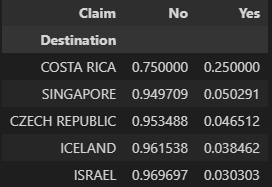 Claim No Yes
Destination
COSTA RICA 0.750000 0.250000
SINGAPORE 0.949709 0.050291
CZECH REPUBLIC 0.953488 0.046512
ICELAND 0.961538 0.038462
ISRAEL 0.969697 0.030303